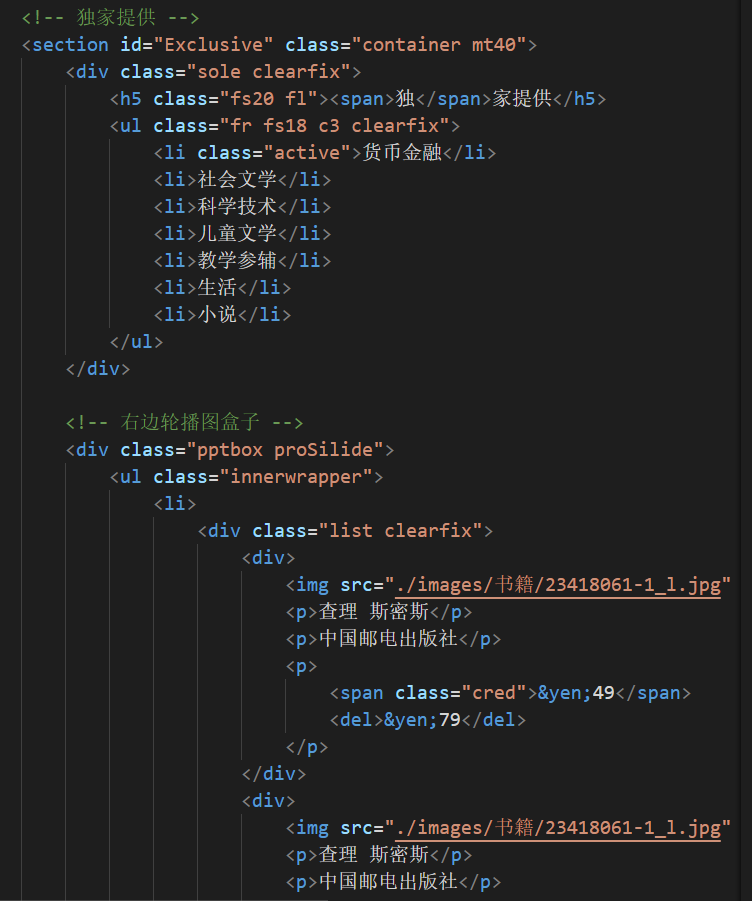 <!-- 独家提供 -->
<section id="Exclusive" class="container mt40">
<div class="sole clearfix">
<h5 class="fs20 fl"><span>独</span>家提供</h5>
<ul class="fr fs18 c3 clearfix">
<li class="active">货币金融</li>
<li>社会文学</li>
<li>科学技术</li>
<li>儿童文学</li>
<li>教学参辅</li>
<li>生活</li>
<li>小说</li>
</ul>
</div>
<!-- 右边轮播图盒子 -->
<div class="pptbox proSilide">
<ul class="innerwrapper">
<li>
<div class="list clearfix">
<div>
<img src="./images/书籍/23418061-1_l.jpg"
<p>查理 斯密斯</p>
<p>中国邮电出版社</p>
<p>
<span class="cred">&yen;49</span>
<del>&yen;79</del>
</p>
</div>
<div>
<img src="./images/书籍/23418061-1_l.jpg"
<p>查理 斯密斯</p>
<p>中国邮电出版社</p>